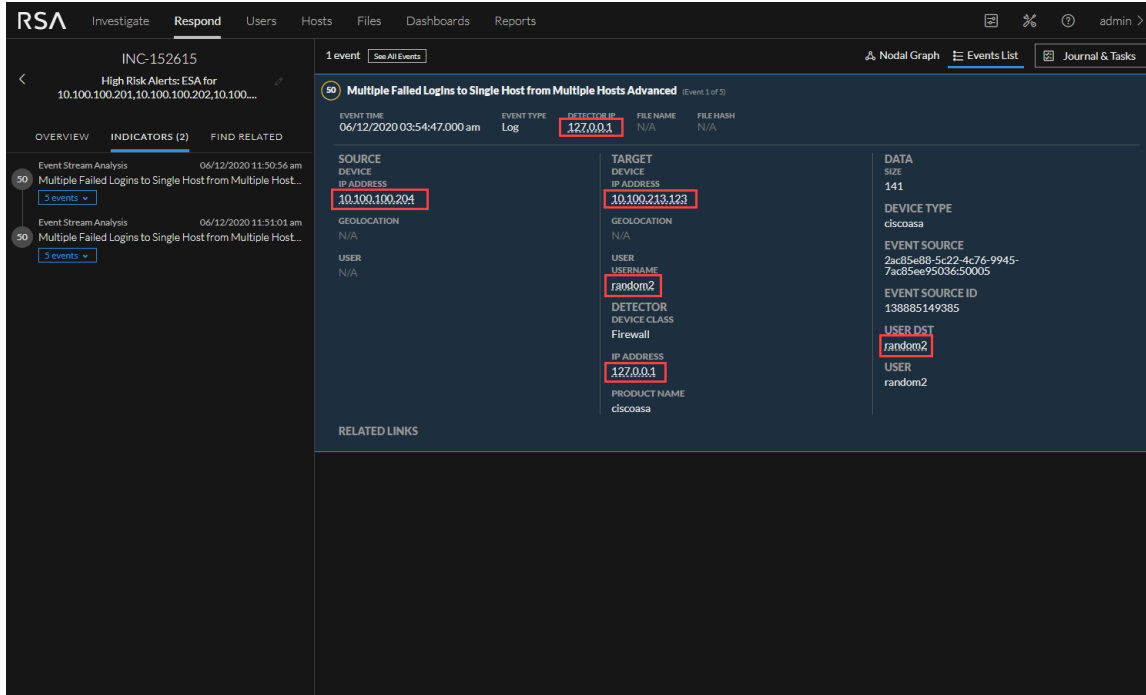 RSA Investigate Respond Users Hosts Files Dashboards Reports admin >
INC-152615
High Risk Alerts: ESA for
10.100.100.201,10.100.100.202,10.100....
OVERVIEW INDICATORS (2) FIND RELATED
Event Stream Analysis 06/12/2020 11:50:56 am
50 Multiple Failed Logins to Single Host from Multiple Host...
5 events
Event Stream Analysis 06/12/2020 11:51:01 am
50 Multiple Failed Logins to Single Host from Multiple Host...
5 events
1 event See All Events
Nodal Graph Events List Journal & Tasks
50 Multiple Failed Logins to Single Host from Multiple Hosts Advanced (Event 1 of 5)
EVENT TIME EVENT TYPE DETECTOR IP FILE NAME FILE HASH
06/12/2020 03:54:47.000 am Log 127.0.0.1 N/A N/A
SOURCE
DEVICE
IP ADDRESS
10.100.100.204
GEOLOCATION
N/A
USER
N/A
TARGET
DEVICE
IP ADDRESS
10.100.213.123
GEOLOCATION
N/A
USER
USERNAME
random2
DETECTOR
DEVICE CLASS
Firewall
IP ADDRESS
127.0.0.1
PRODUCT NAME
ciscoasa
DATA
SIZE
141
DEVICE TYPE
ciscoasa
EVENT SOURCE
2ac85e88-5c22-4c76-9945-
7ac85ee95036:50005
EVENT SOURCE ID
138885149385
USER DST
random2
USER
random2
RELATED LINKS